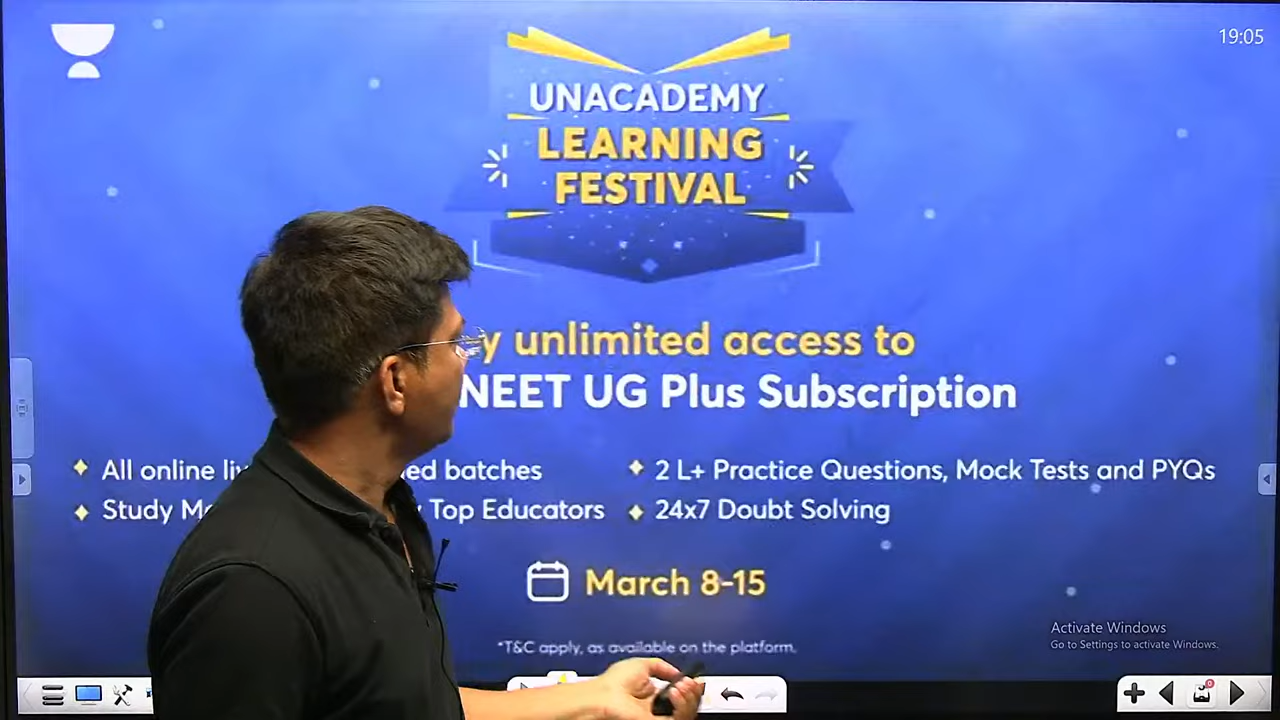 19:05
UNACADEMY
LEARNING
FESTIVAL
unlimited access to
NEET UG Plus Subscription
All online batches
2 L+ Practice Questions, Mock Tests and PYQs
Study Top Educators
24x7 Doubt Solving
March 8-15
*T&C apply, as available on the platform.
Activate Windows
Go to Settings to activate Windows.